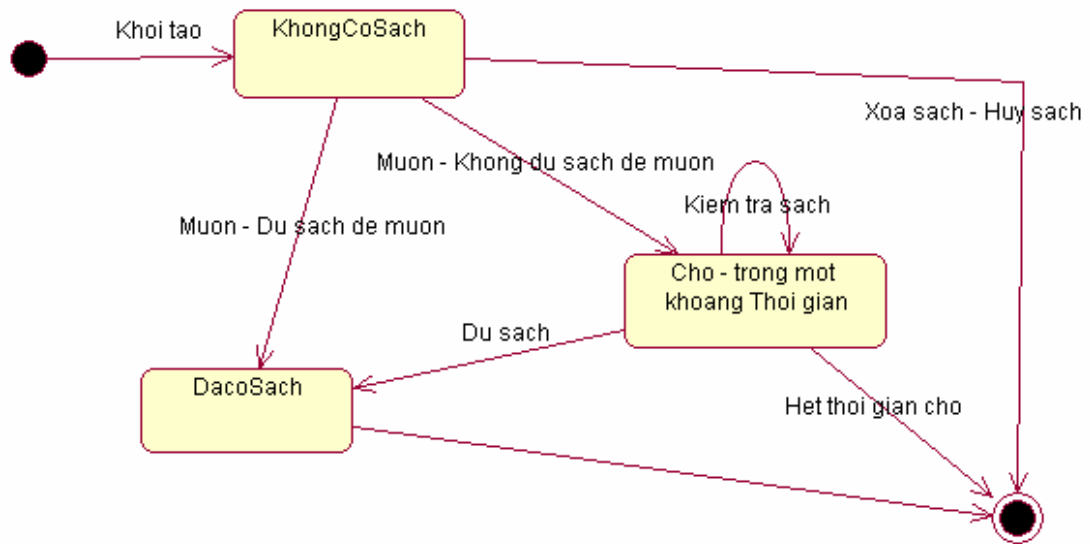 Khoi tao
KhongCoSach
Xoa sach - Huy sach
Muon - Khong du sach de muon
Kiem tra sach
Muon - Du sach de muon
Cho - trong mot
khoang Thoi gian
Du sach
DacoSach
Het thoi gian cho